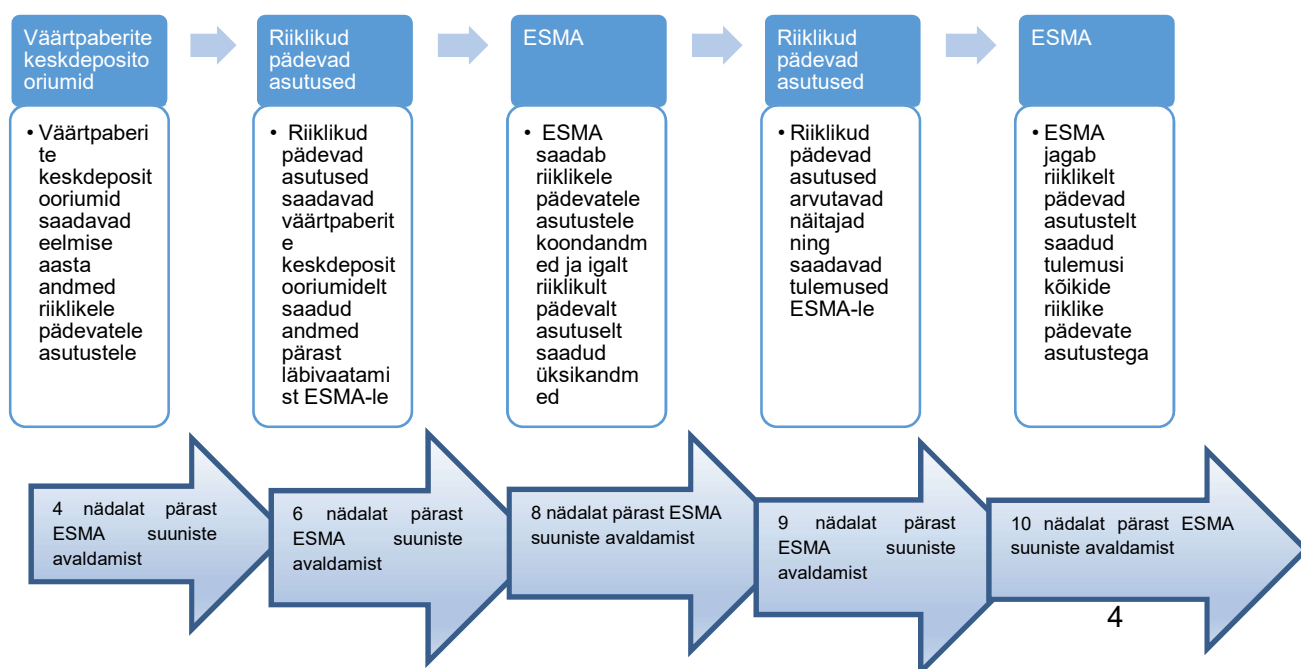 Väärtpaberite
keskdeposito
oriumid
Riiklikud
pädevad
asutused
ESMA
Riiklikud
pädevad
asutused
ESMA
• Väärtpaberi
te
keskdeposit
ooriumid
saadavad
eelmise
aasta
andmed
riiklikele
pädevatele
asutustele
• Riiklikud
pädevad
asutused
saadavad
väärtpaberit
e
keskdeposit
ooriumidelt
saadud
andmed
pärast
läbivaatami
st ESMA-le
• ESMA
saadab
riiklikele
pädevatele
asutustele
koondandm
ed ja igalt
riiklikult
pädevalt
asutuselt
saadud
üksikandm
ed
• Riiklikud
pädevad
asutused
arvutavad
näitajad
ning
saadavad
tulemused
ESMA-le
• ESMA
jagab
riiklikelt
pädevad
asutustelt
saadud
tulemusi
kõikide
riiklike
pädevate
asutustega
4 nädalat pärast
ESMA suuniste
avaldamist
6 nädalat pärast
ESMA suuniste
avaldamist
8 nädalat pärast ESMA
suuniste avaldamist
9 nädalat pärast
ESMA suuniste
avaldamist
10 nädalat pärast ESMA
suuniste avaldamist
4